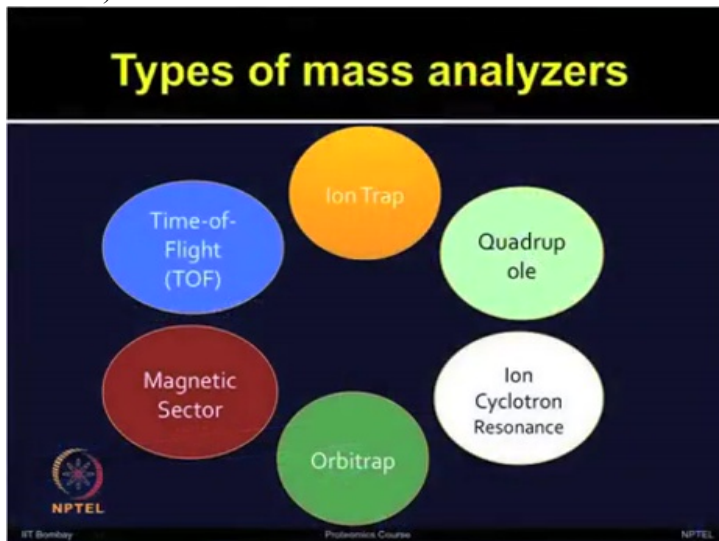 Types of mass analyzers
Ion Trap
Time-of-
Flight
(TOF)
Quadrup
ole
Magnetic
Sector
Ion
Cyclotron
Resonance
Orbitrap
NPTEL
IIT Bombay
Proteomics Course
NPTEL